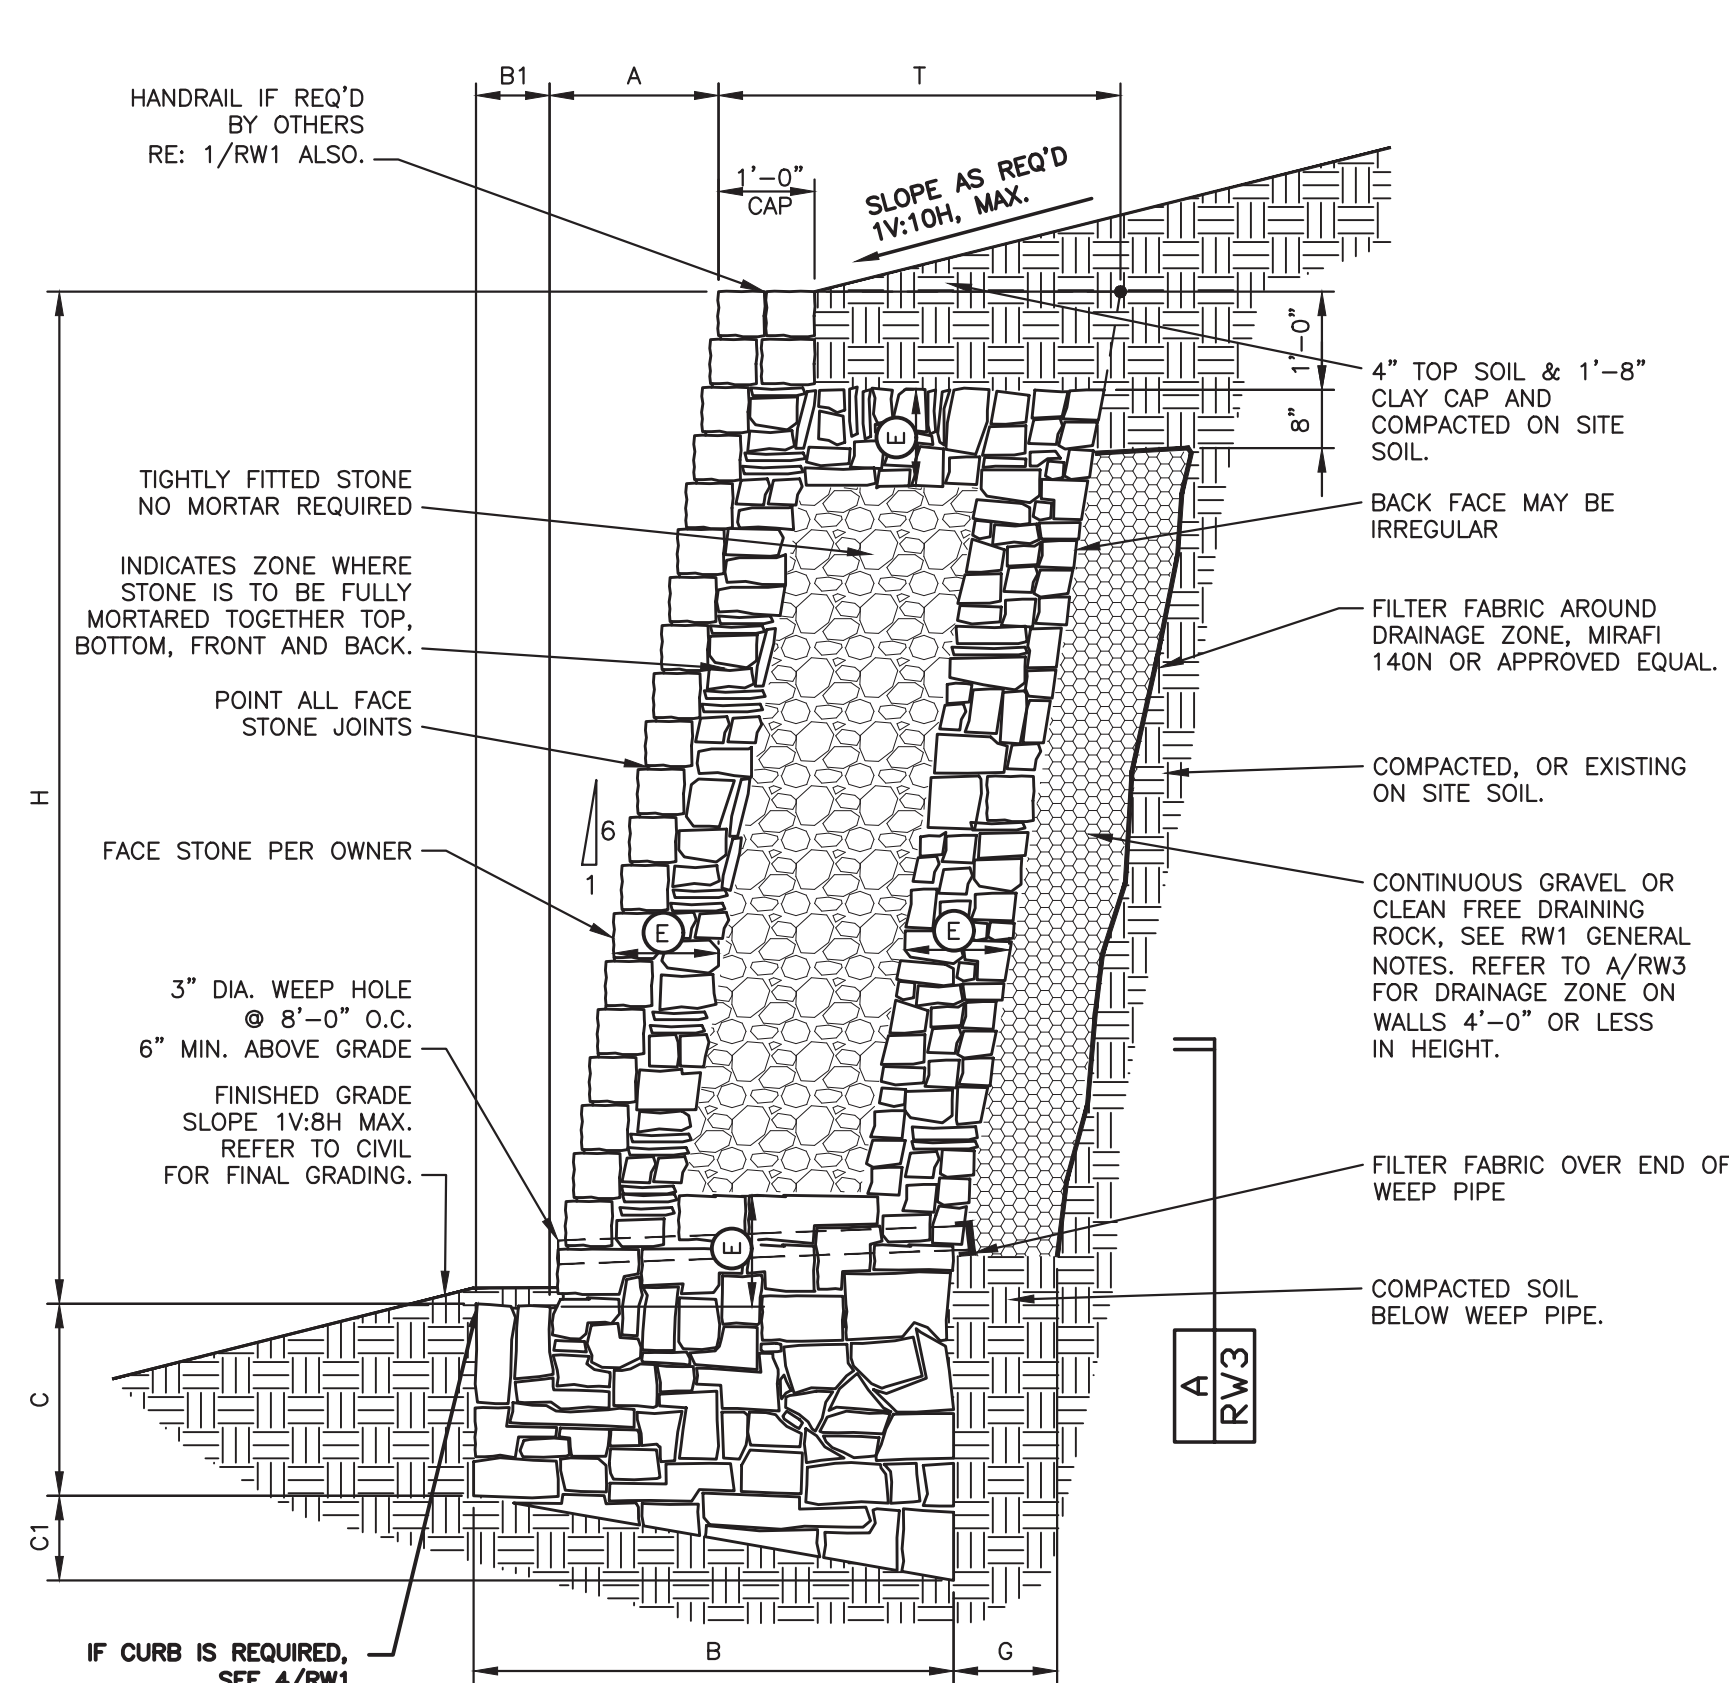 B1
A
T
HANDRAIL IF REQ'D
BY OTHERS
RE: 1/RW1 ALSO.
1'-0"
CAP
SLOPE AS REQ'D
1V:10H, MAX.
1'-0"
8"
4" TOP SOIL & 1'-8"
CLAY CAP AND
COMPACTED ON SITE
SOIL.
E
TIGHTLY FITTED STONE
NO MORTAR REQUIRED
BACK FACE MAY BE
IRREGULAR
INDICATES ZONE WHERE
STONE IS TO BE FULLY
MORTARED TOGETHER TOP,
BOTTOM, FRONT AND BACK.
FILTER FABRIC AROUND
DRAINAGE ZONE, MIRAFI
140N OR APPROVED EQUAL.
POINT ALL FACE
STONE JOINTS
H
6
1
COMPACTED, OR EXISTING
ON SITE SOIL.
FACE STONE PER OWNER
E
E
CONTINUOUS GRAVEL OR
CLEAN FREE DRAINING
ROCK, SEE RW1 GENERAL
NOTES. REFER TO A/RW3
FOR DRAINAGE ZONE ON
WALLS 4'-0" OR LESS
IN HEIGHT.
3" DIA. WEEP HOLE
@ 8'-0" O.C.
6" MIN. ABOVE GRADE
FINISHED GRADE
SLOPE 1V:8H MAX.
REFER TO CIVIL
FOR FINAL GRADING.
FILTER FABRIC OVER END OF
WEEP PIPE
E
COMPACTED SOIL
BELOW WEEP PIPE.
A
RW3
C
C1
IF CURB IS REQUIRED,
SEE 4/RW1
B
G